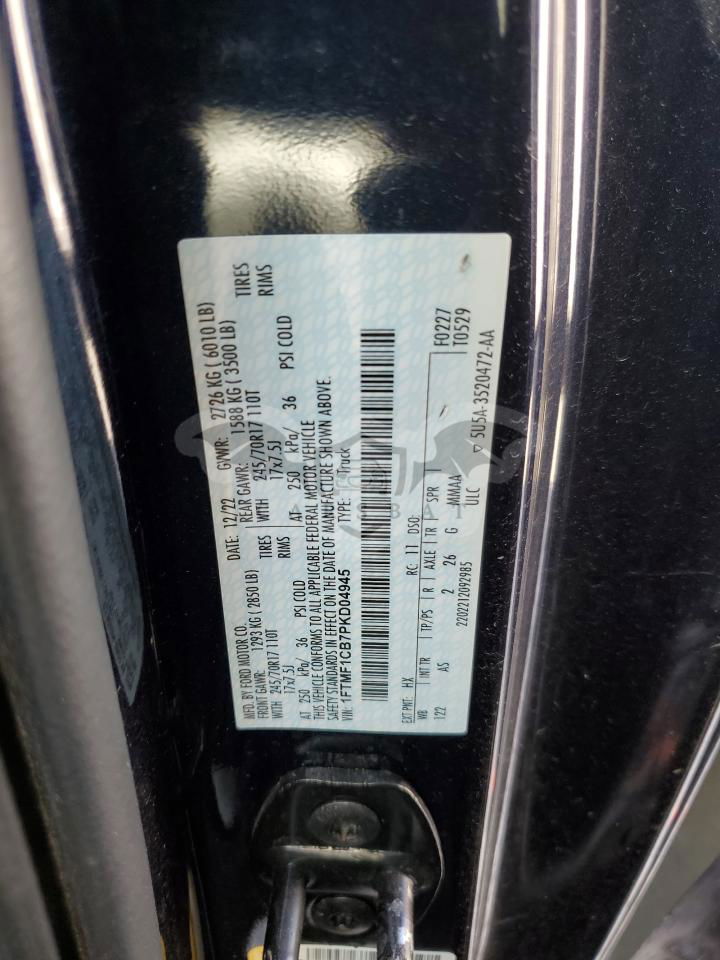 MFD. BY FORD MOTOR CO. DATE: 12/22 GVWR: 2726 KG ( 6010 LB)
FRONT GAWR: 1293 KG ( 2850 LB) REAR GAWR: 1588 KG ( 3500 LB)
WITH 245/70R17 110T TIRES WITH 245/70R17 110T TIRES
17x7.5J RIMS 17x7.5J RIMS
AT 250 kPa/ 36 PSI COLD AT 250 kPa/ 36 PSI COLD
THIS VEHICLE CONFORMS TO ALL APPLICABLE FEDERAL MOTOR VEHICLE
SAFETY STANDARDS IN EFFECT ON THE DATE OF MANUFACTURE SHOWN ABOVE.
VIN: 1FTMF1CB7PKD04945 TYPE: Truck
EXT PNT: HX RC: 11 DSO: F0227
WB INT TR TP/PS R AXLE TR SPR T0529
122 AS 2 26 G MMAA
2202212092985 ULC 5U5A-3520472-AA